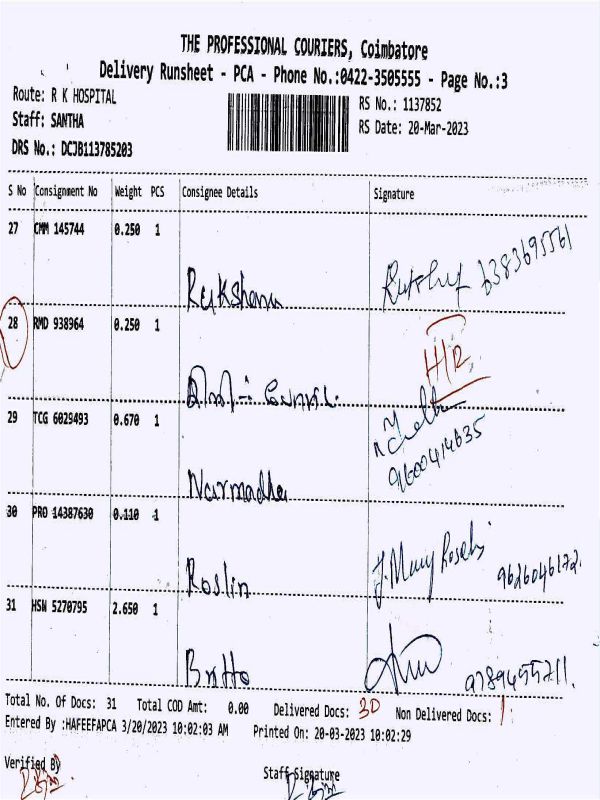 THE PROFESSIONAL COURIERS, Coimbatore
Delivery Runsheet - PCA - Phone No.:0422-3505555 - Page No.:3
Route: R K HOSPITAL
RS No.: 1137852
Staff: SANTHA
RS Date: 20-Mar-2023
DRS No.: DCJB113785203
S No Consignment No Weight PCS Consignee Details Signature
27 CMM 145744 0.250 1
Rukshana 6383695561
28 RMD 938964 0.250 1
H/R
29 TCG 6029493 0.670 1
Narmadha 9600414635
30 PRO 14387630 0.110 1
Roslin J. Mary Roselin 9626046172.
31 HSW 5270795 2.650 1
Britto 9789455711.
Total No. Of Docs: 31 Total COD Amt: 0.00 Delivered Docs: 30 Non Delivered Docs: 1
Entered By :HAFEEFAPCA 3/20/2023 10:02:03 AM Printed On: 20-03-2023 10:02:29
Verified By
Staff Signature